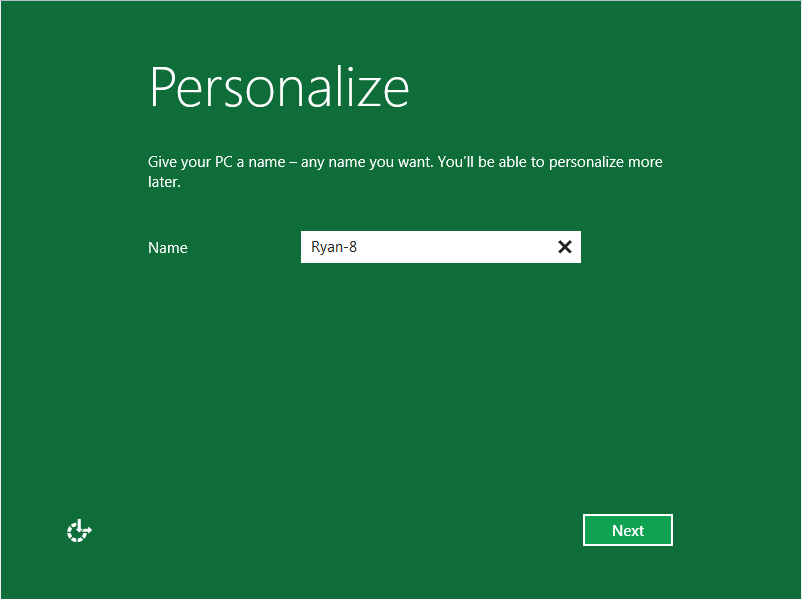 Personalize
Give your PC a name – any name you want. You’ll be able to personalize more
later.
Name
Ryan-8
Next